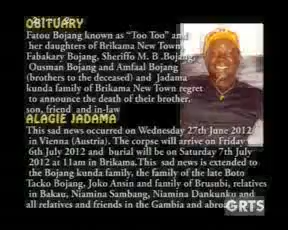 OBITUARY
Fatou Bojang known as "Too Too" and
her daughters of Brikama New Town
Fabakary Bojang, Sheriffo M. B .Bojang,
Ousman Bojang and Amfaal Bojang
(brothers to the deceased) and Jadama
kunda family of Brikama New Town regret
to announce the death of their brother,
son, friend and in-law
ALAGIE JADAMA
This sad news occurred on Wednesday 27th June 2012
in Vienna (Austria). The corpse will arrive on Friday
6th July 2012 and burial will be on Saturday 7th July
2012 at 11am in Brikama.This sad news is extended to
the Bojang kunda family, the family of the late Boto
Tacko Bojang, Joko Ansin and family of Brusubi, relatives
in Bakau, Niamina Sambang, Niamina Dankunku and
all relatives and friends in the Gambia and abroad
GRTS